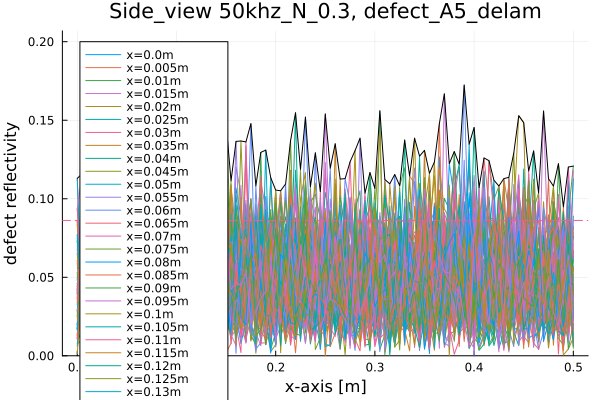 Side_view 50khz_N_0.3, defect_A5_delam
defect reflectivity
0.20
0.15
0.10
0.05
0.00
x=0.0m
x=0.005m
x=0.01m
x=0.015m
x=0.02m
x=0.025m
x=0.03m
x=0.035m
x=0.04m
x=0.045m
x=0.05m
x=0.055m
x=0.06m
x=0.065m
x=0.07m
x=0.075m
x=0.08m
x=0.085m
x=0.09m
x=0.095m
x=0.1m
x=0.105m
x=0.11m
x=0.115m
x=0.12m
x=0.125m
x=0.13m
0.2 0.3 0.4 0.5
x-axis [m]